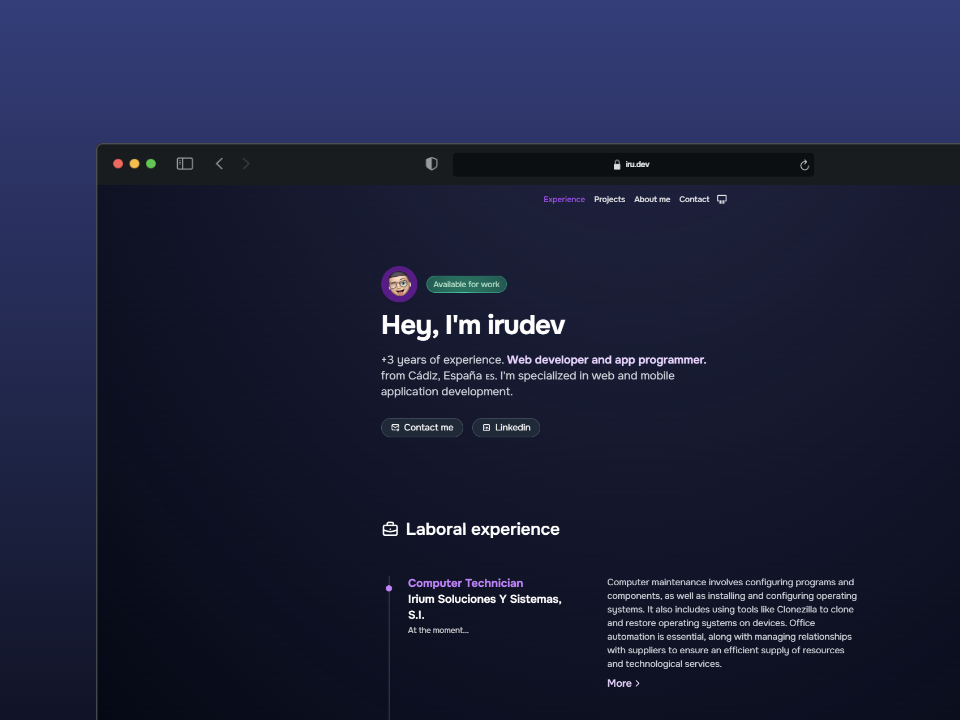 iru.dev
Experience Projects About me Contact
Available for work
Hey, I'm irudev
+3 years of experience. Web developer and app programmer.
from Cádiz, España ES. I'm specialized in web and mobile
application development.
Contact me Linkedin
Laboral experience
Computer Technician
Irium Soluciones Y Sistemas,
S.l.
At the moment...
Computer maintenance involves configuring programs and
components, as well as installing and configuring operating
systems. It also includes using tools like Clonezilla to clone
and restore operating systems on devices. Office
automation is essential, along with managing relationships
with suppliers to ensure an efficient supply of resources
and technological services.
More